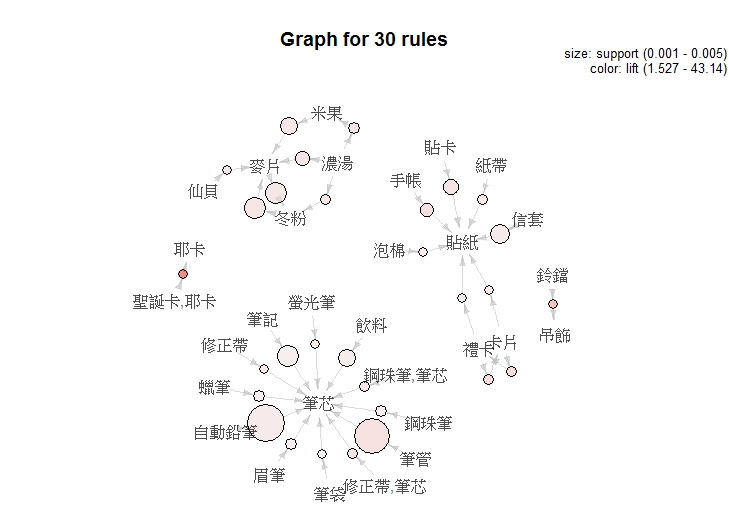 Graph for 30 rules
size: support (0.001 - 0.005)
color: lift (1.527 - 43.14)
米果
貼卡
濃湯
麥片
紙帶
仙貝
手帳
冬粉
信套
貼紙
耶卡
泡棉
鈴鐺
聖誕卡,耶卡
螢光筆
筆記
飲料
吊飾
修正帶
禮卡
卡片
鋼珠筆,筆芯
蠟筆
筆芯
鋼珠筆
自動鉛筆
筆管
眉筆
修正帶,筆芯
筆袋